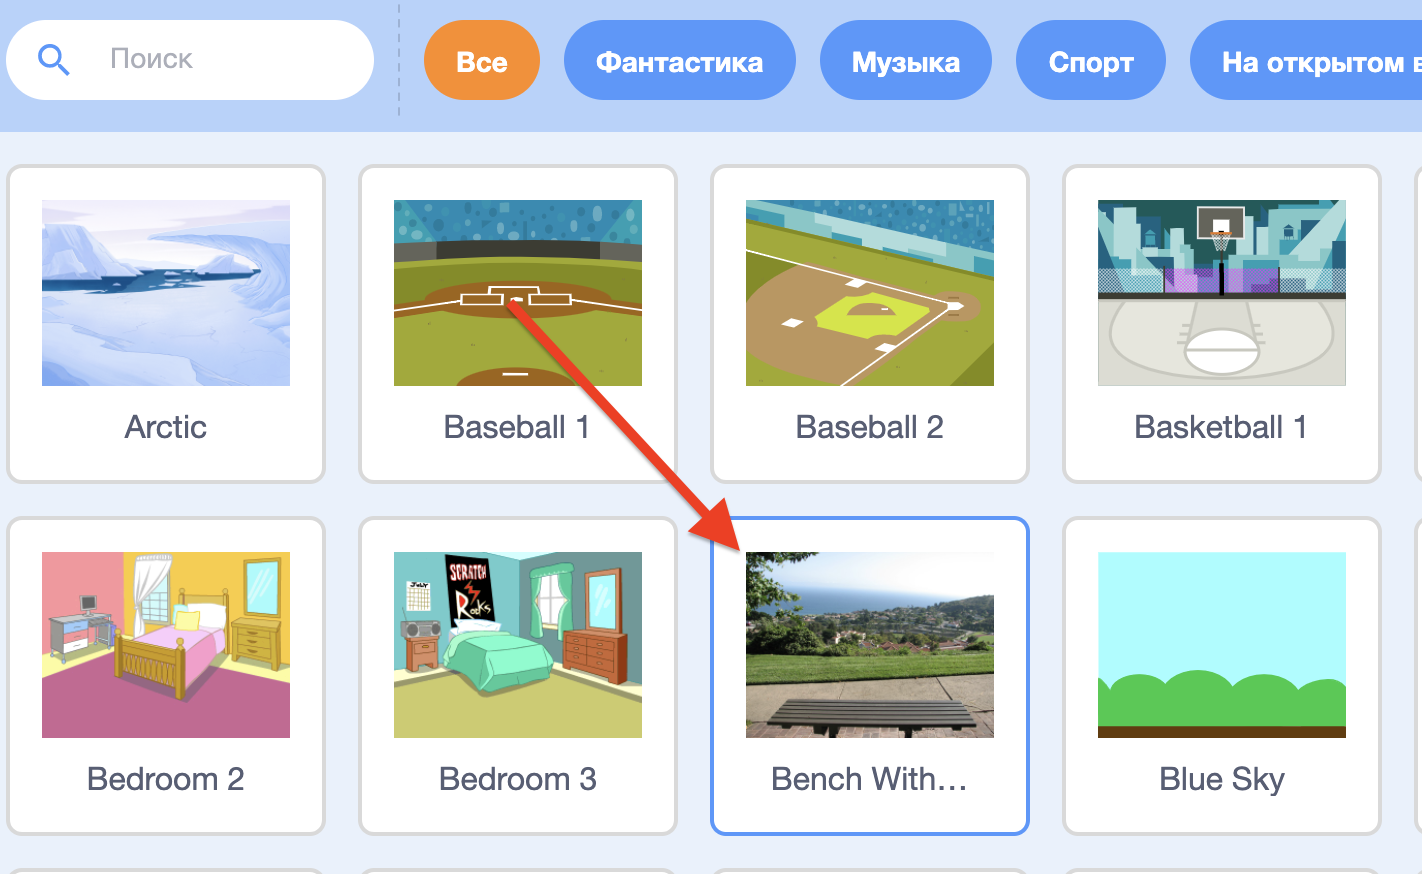 Поиск
Все
Фантастика
Музыка
Спорт
На открытом в
Arctic
Baseball 1
Baseball 2
Basketball 1
JULY
SCRATCH
Rocks
Bedroom 2
Bedroom 3
Bench With...
Blue Sky